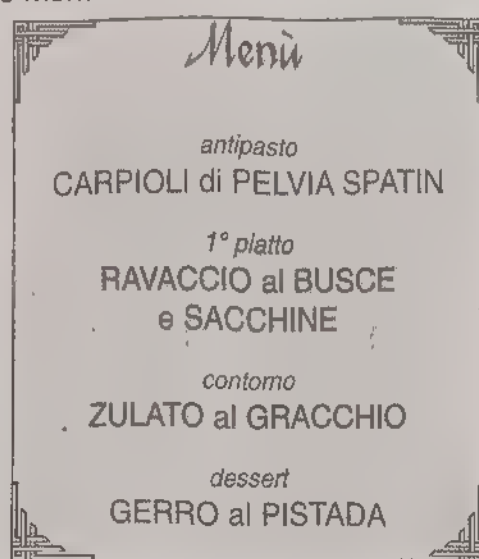 Menù
antipasto
CARPIOLI di PELVIA SPATIN
1° piatto
RAVACCIO al BUSCE
e SACCHINE
contorno
ZULATO al GRACCHIO
dessert
GERRO al PISTADA